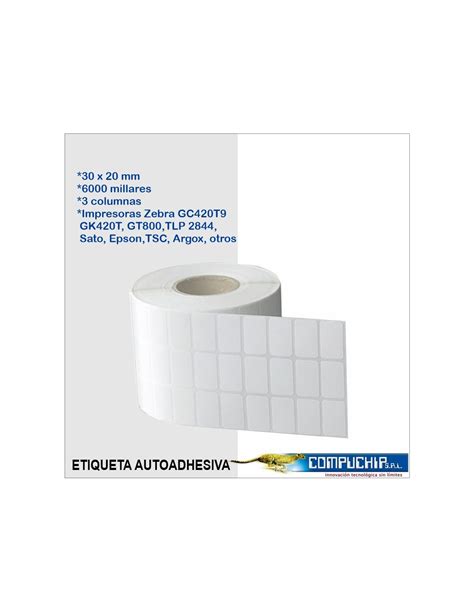 *30 x 20 mm
*6000 millares
*3 columnas
*Impresoras Zebra GC420T9
GK420T, GT800,TLP 2844,
Sato, Epson,TSC, Argox, otros
ETIQUETA AUTOADHESIVA
COMPUCHIP S.R.L.
Innovación tecnológica sin límites